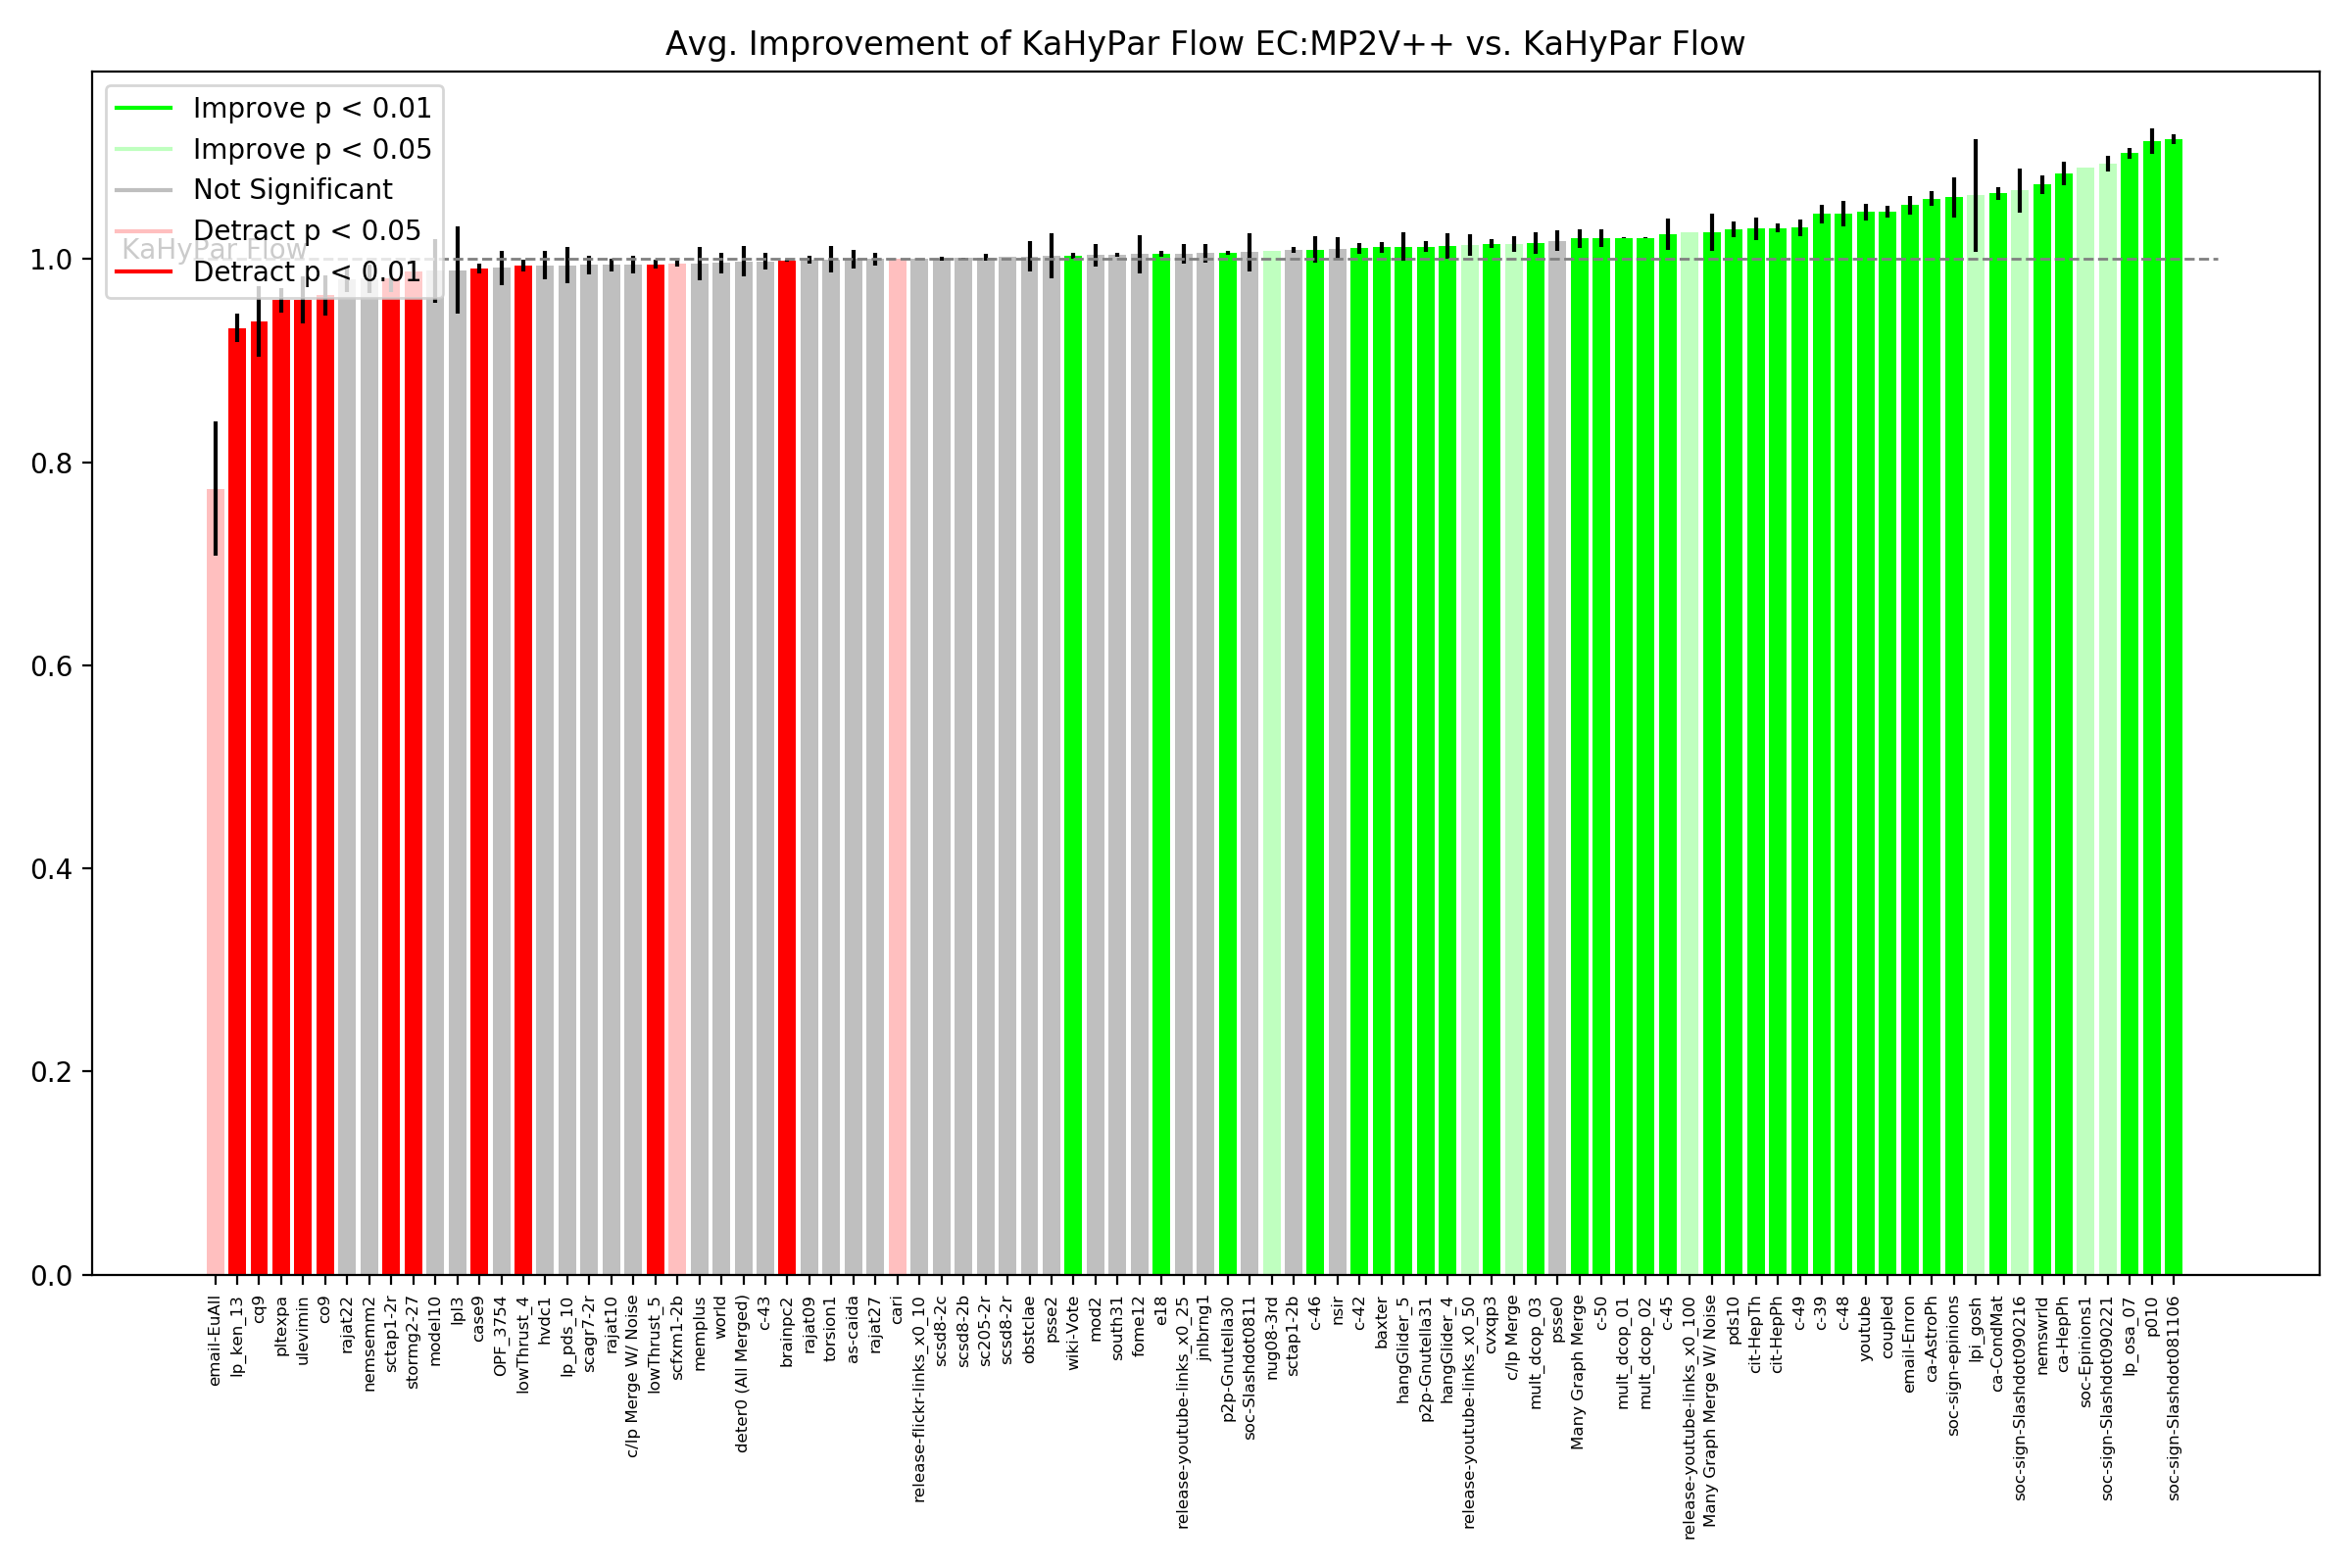 Avg. Improvement of KaHyPar Flow EC:MP2V++ vs. KaHyPar Flow
Improve p < 0.01
Improve p < 0.05
Not Significant
Detract p < 0.05
Detract p < 0.01
KaHyPar Flow
1.0
0.8
0.6
0.4
0.2
0.0
email-EuAll
lp_ken_13
cq9
pltexpa
ulevimin
co9
rajat22
nemsemm2
sctap1-2r
stormg2-27
model10
lpl3
case9
OPF_3754
lowThrust_4
hvdc1
lp_pds_10
scagr7-2r
rajat10
c/lp Merge W/ Noise
lowThrust_5
scfxm1-2b
memplus
world
deter0 (All Merged)
c-43
brainpc2
rajat09
torsion1
as-caida
rajat27
cari
release-flickr-links_x0_10
scsd8-2c
scsd8-2b
sc205-2r
scsd8-2r
obstclae
psse2
wiki-Vote
mod2
south31
fome12
e18
release-youtube-links_x0_25
jnlbrng1
p2p-Gnutella30
soc-Slashdot0811
nug08-3rd
sctap1-2b
c-46
nsir
c-42
baxter
hangGlider_5
p2p-Gnutella31
hangGlider_4
release-youtube-links_x0_50
cvxqp3
c/lp Merge
mult_dcop_03
psse0
Many Graph Merge
c-50
mult_dcop_01
mult_dcop_02
c-45
release-youtube-links_x0_100
Many Graph Merge W/ Noise
pds10
cit-HepTh
cit-HepPh
c-49
c-39
c-48
youtube
coupled
email-Enron
ca-AstroPh
soc-sign-epinions
lpi_gosh
ca-CondMat
soc-sign-Slashdot090216
nemswrld
ca-HepPh
soc-Epinions1
soc-sign-Slashdot090221
lp_osa_07
p010
soc-sign-Slashdot081106